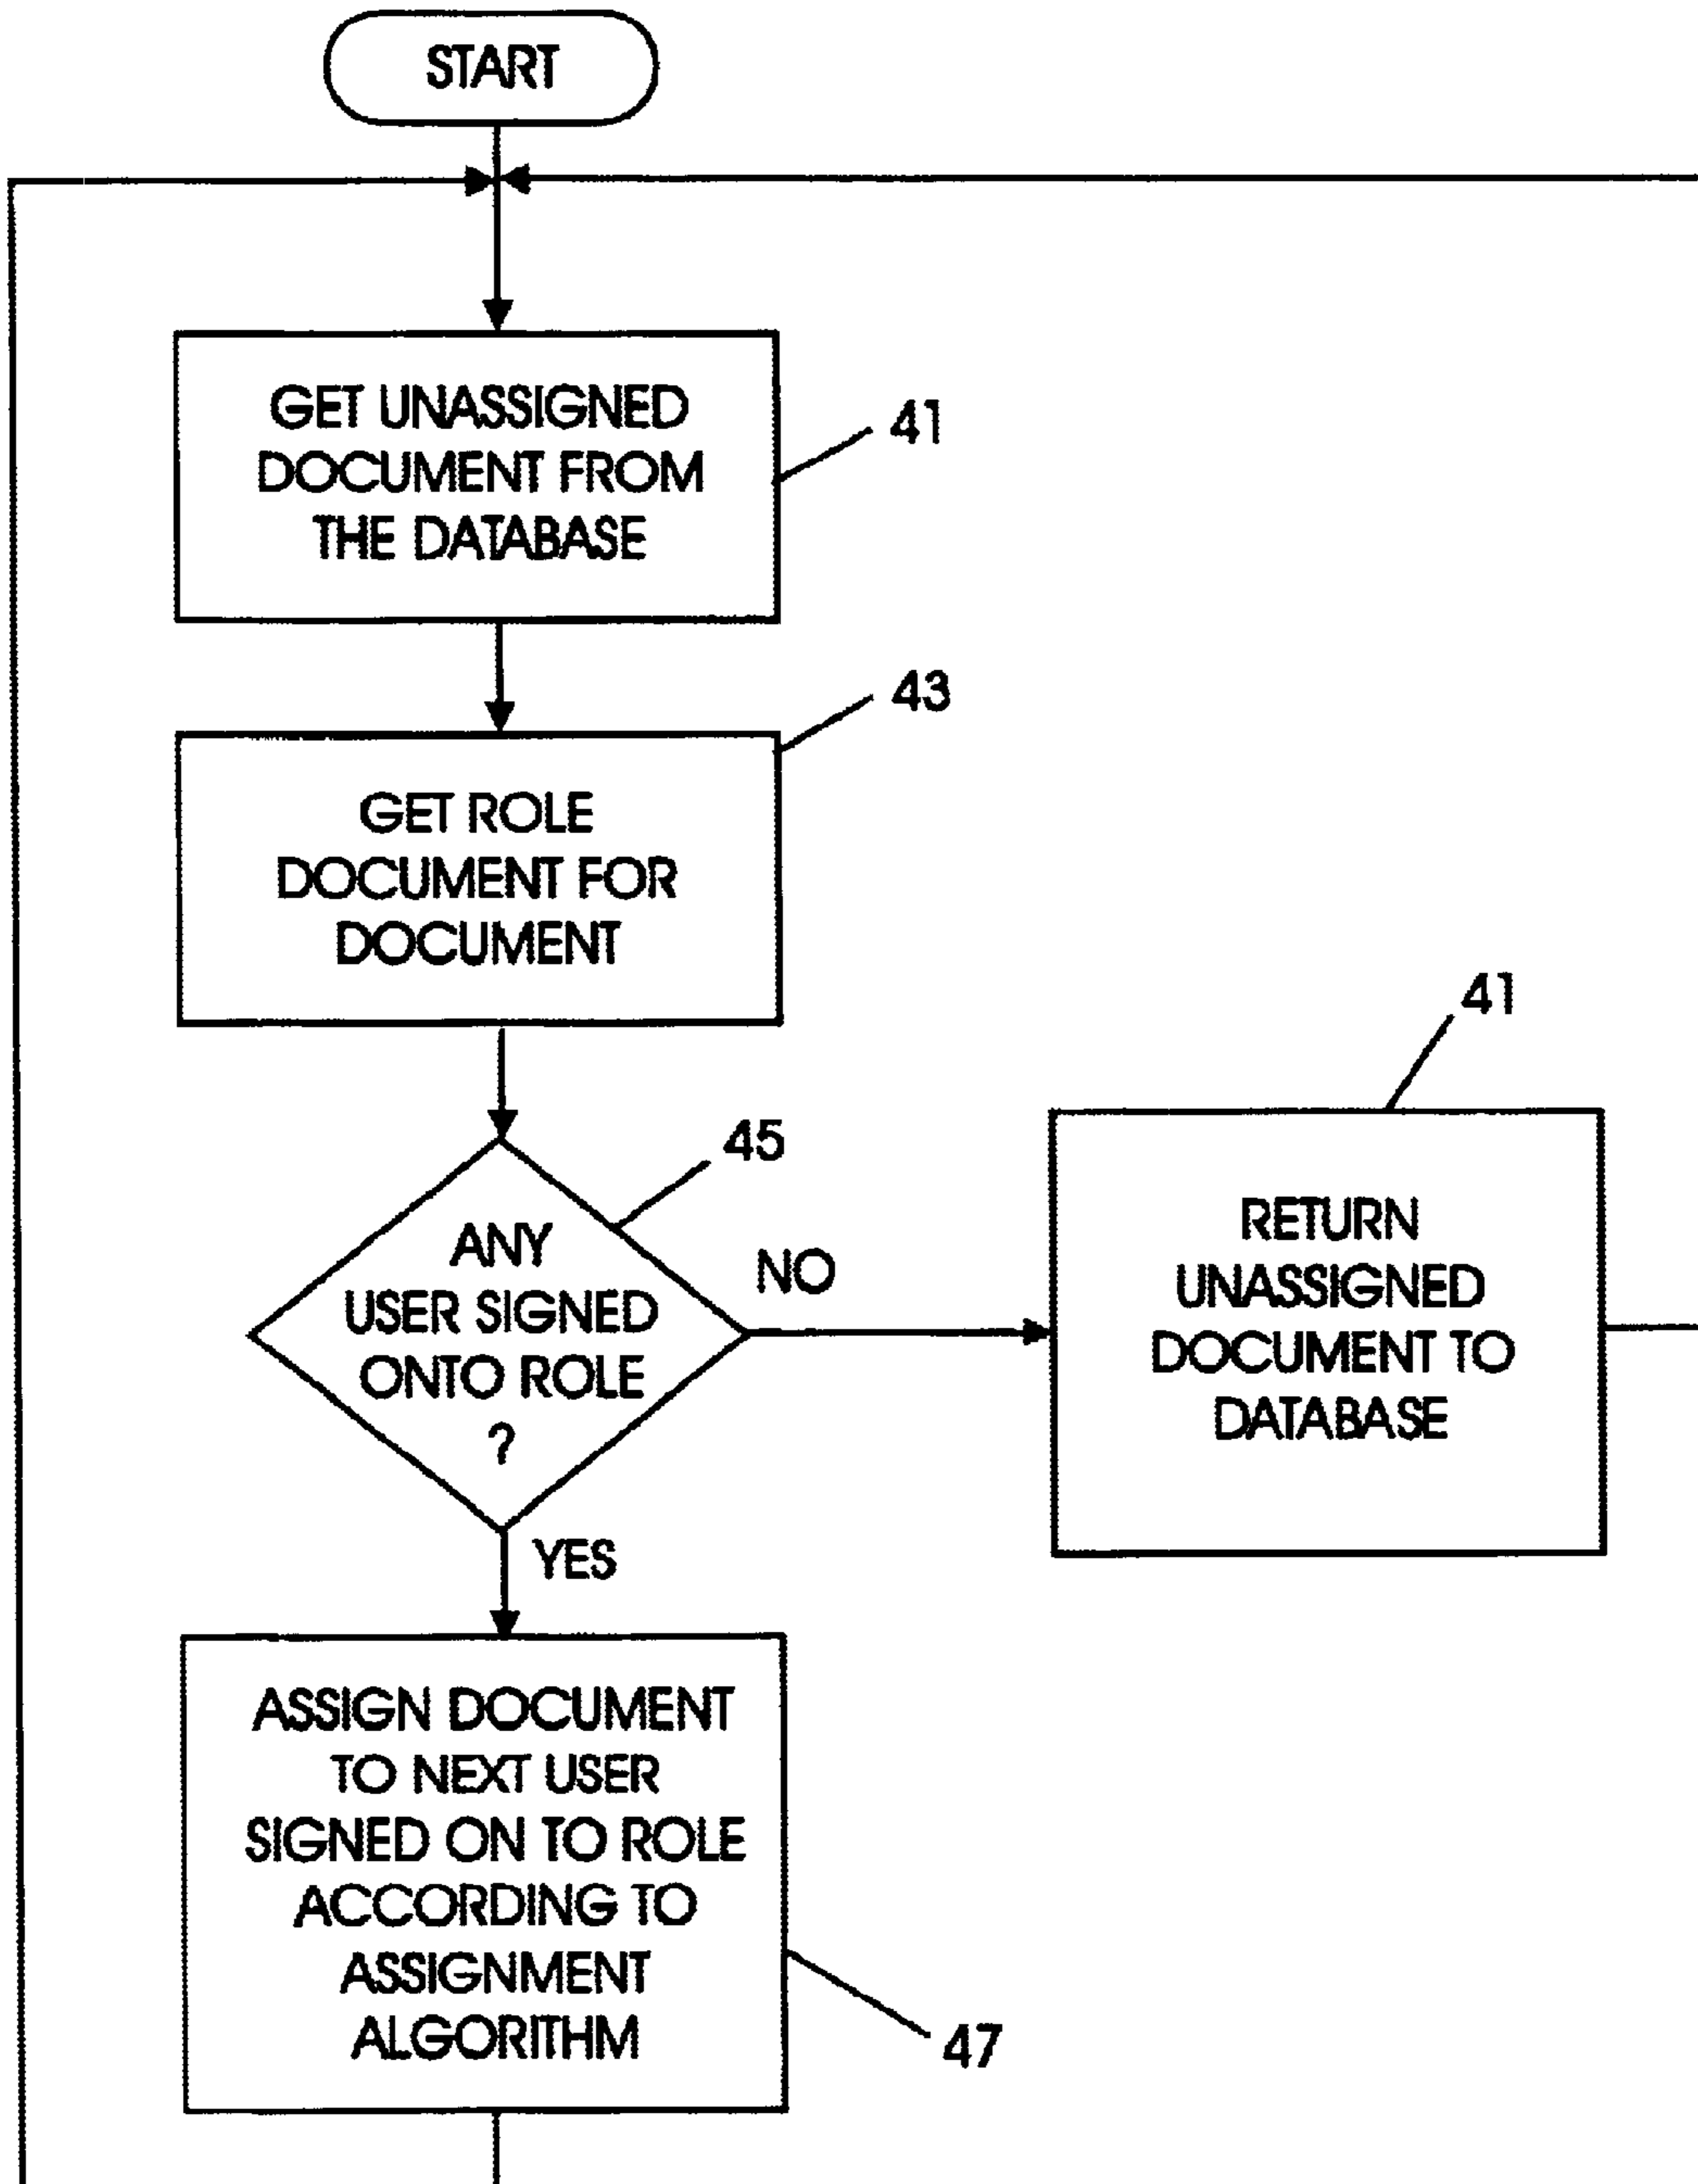 START
GET UNASSIGNED
DOCUMENT FROM
THE DATABASE
41
GET ROLE
DOCUMENT FOR
DOCUMENT
43
ANY
USER SIGNED
ONTO ROLE
?
45
NO
RETURN
UNASSIGNED
DOCUMENT TO
DATABASE
41
YES
ASSIGN DOCUMENT
TO NEXT USER
SIGNED ON TO ROLE
ACCORDING TO
ASSIGNMENT
ALGORITHM
47